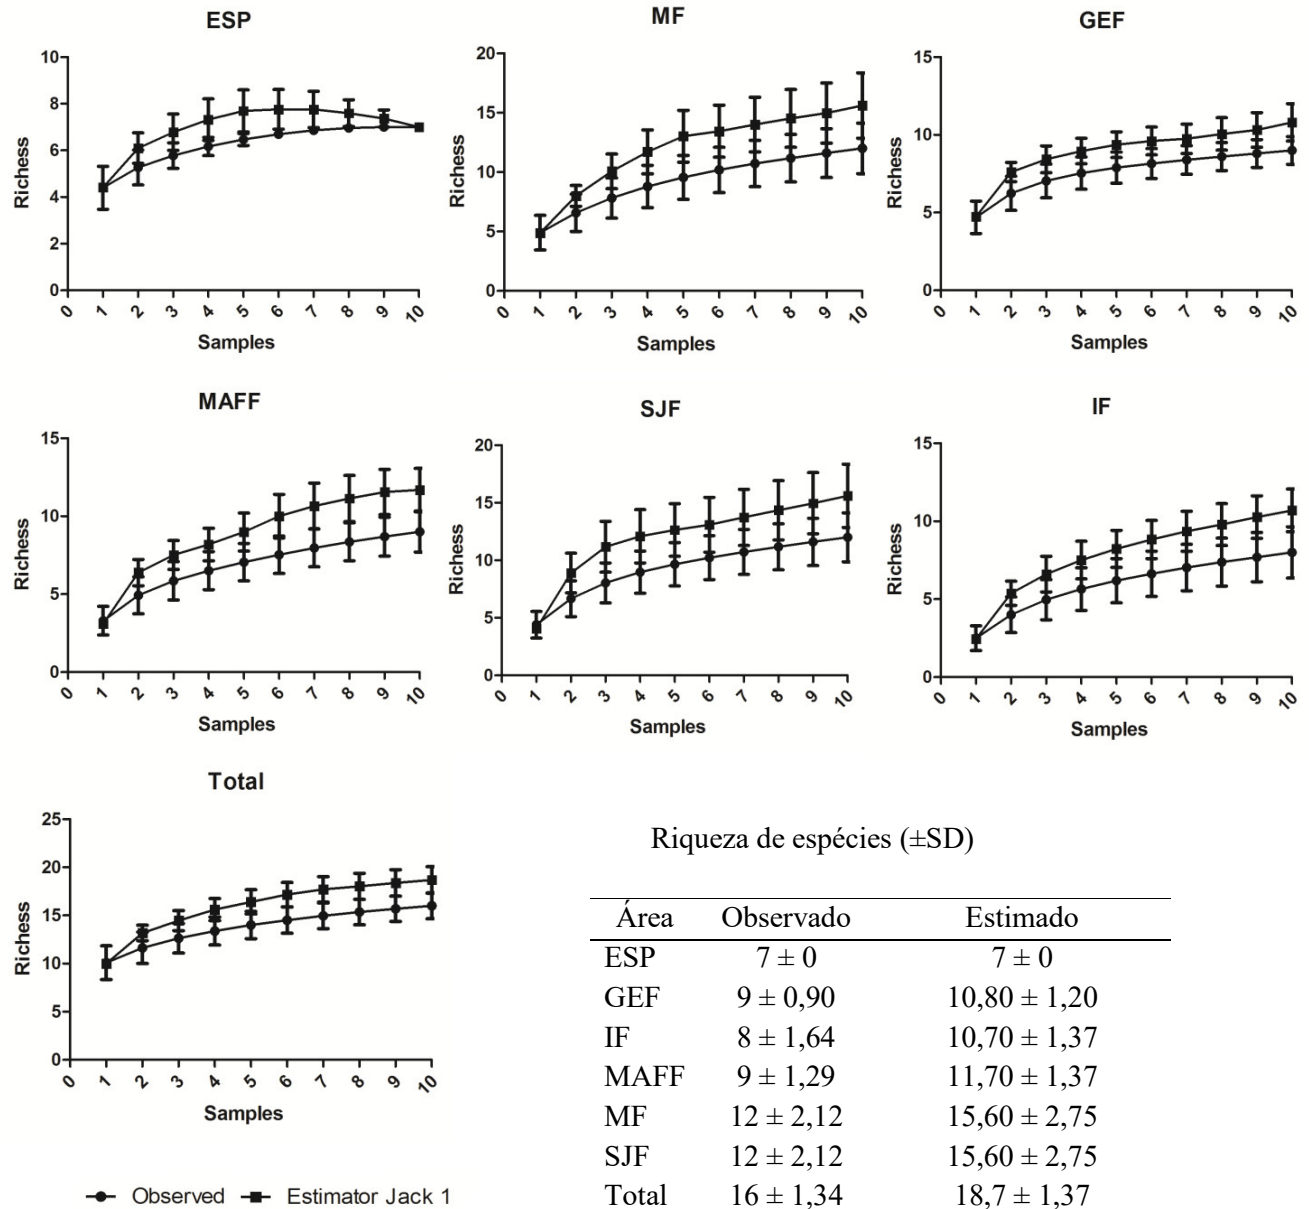 ESP
10
8
6
4
2
0
Richess
0 1 2 3 4 5 6 7 8 9 10
Samples
MF
20
15
10
5
0
Richess
0 1 2 3 4 5 6 7 8 9 10
Samples
GEF
15
10
5
0
Richess
0 1 2 3 4 5 6 7 8 9 10
Samples
MAFF
15
10
5
0
Richess
0 1 2 3 4 5 6 7 8 9 10
Samples
SJF
20
15
10
5
0
Richess
0 1 2 3 4 5 6 7 8 9 10
Samples
IF
15
10
5
0
Richess
0 1 2 3 4 5 6 7 8 9 10
Samples
Total
25
20
15
10
5
0
Richess
0 1 2 3 4 5 6 7 8 9 10
Samples
Observed Estimator Jack 1
Riqueza de espécies (±SD)
Área Observado Estimado
ESP 7 ± 0 7 ± 0
GEF 9 ± 0,90 10,80 ± 1,20
IF 8 ± 1,64 10,70 ± 1,37
MAFF 9 ± 1,29 11,70 ± 1,37
MF 12 ± 2,12 15,60 ± 2,75
SJF 12 ± 2,12 15,60 ± 2,75
Total 16 ± 1,34 18,7 ± 1,37